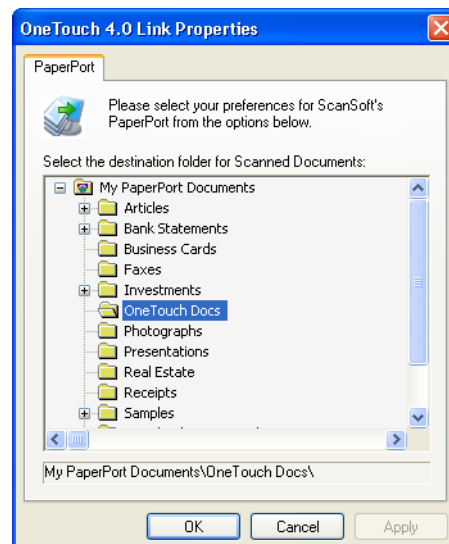 OneTouch 4.0 Link Properties
PaperPort
Please select your preferences for ScanSoft's
PaperPort from the options below.
Select the destination folder for Scanned Documents:
My PaperPort Documents
Articles
Bank Statements
Business Cards
Faxes
Investments
OneTouch Docs
Photographs
Presentations
Real Estate
Receipts
Samples
My PaperPort Documents\OneTouch Docs\
OK Cancel Apply